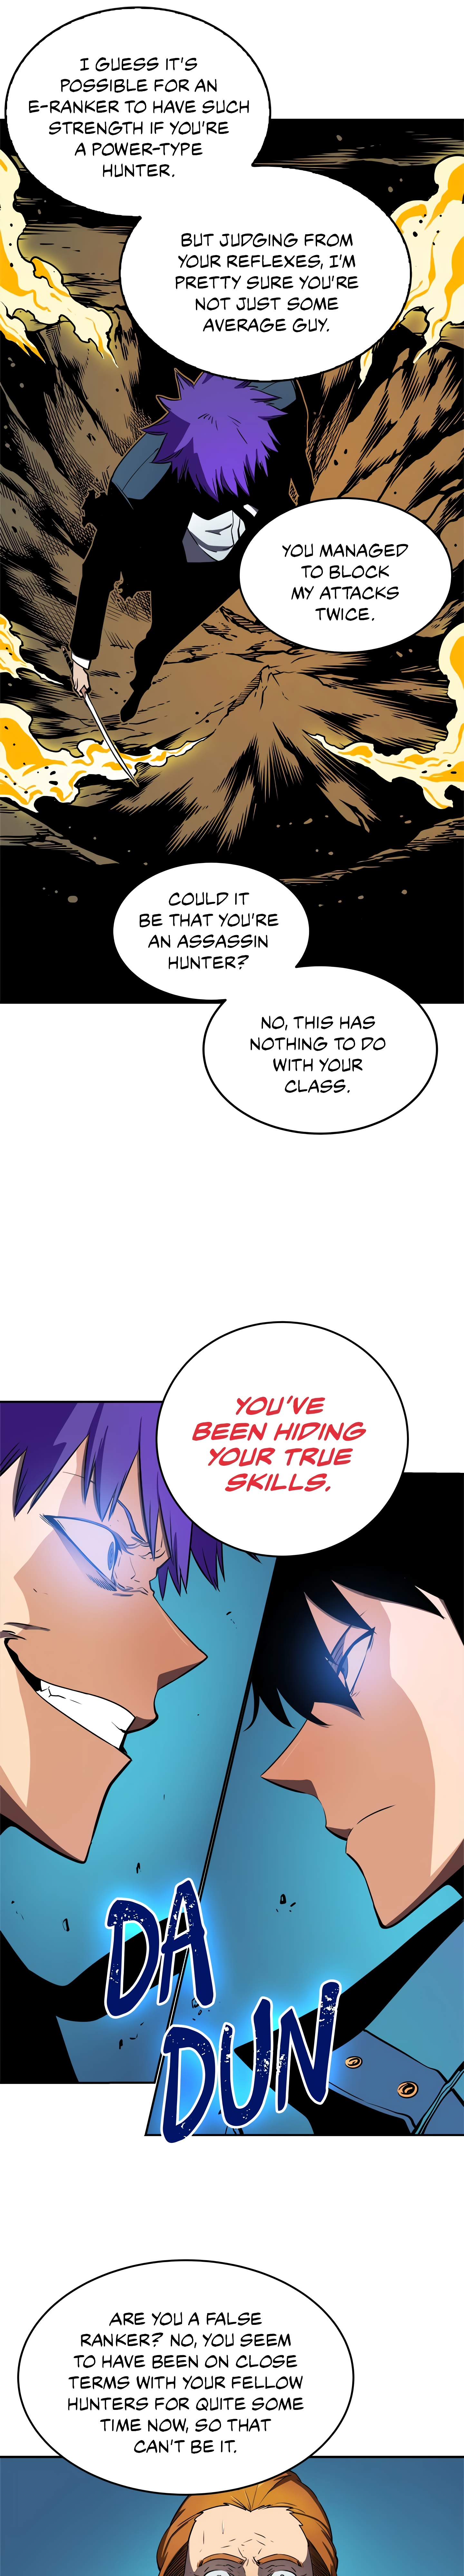 I GUESS IT'S
POSSIBLE FOR AN
E-RANKER TO HAVE SUCH
STRENGTH IF YOU'RE
A POWER-TYPE
HUNTER.
BUT JUDGING FROM
YOUR REFLEXES, I'M
PRETTY SURE YOU'RE
NOT JUST SOME
AVERAGE GUY.
YOU MANAGED
TO BLOCK
MY ATTACKS
TWICE.
COULD IT
BE THAT YOU'RE
AN ASSASSIN
HUNTER?
NO, THIS HAS
NOTHING TO DO
WITH YOUR
CLASS.
YOU'VE
BEEN HIDING
YOUR TRUE
SKILLS.
DA
DUN
ARE YOU A FALSE
RANKER? NO, YOU SEEM
TO HAVE BEEN ON CLOSE
TERMS WITH YOUR FELLOW
HUNTERS FOR QUITE SOME
TIME NOW, SO THAT
CAN'T BE IT.